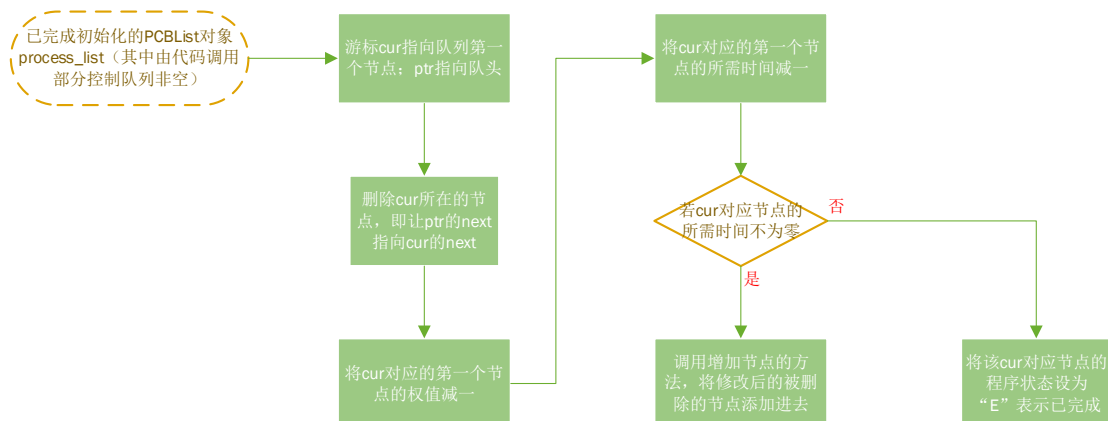 已完成初始化的PCBList对象
process_list（其中由代码调用
部分控制队列非空）
游标cur指向队列第一
个节点；ptr指向队头
删除cur所在的节
点，即让ptr的next
指向cur的next
将cur对应的第一个节
点的权值减一
将cur对应的第一个节
点的所需时间减一
若cur对应节点的
所需时间不为零
否
是
调用增加节点的方
法，将修改后的被删
除的节点添加进去
将该cur对应节点的
程序状态设为
“E”表示已完成